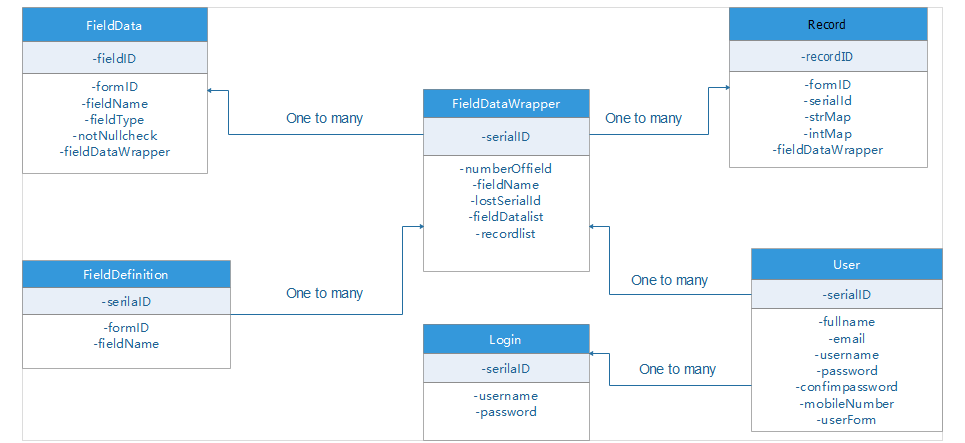 FieldData
-fieldID
-formID
-fieldName
-fieldType
-notNullcheck
-fieldDataWrapper
One to many
FieldDataWrapper
-serialID
-numberOffield
-fieldName
-lostSerialId
-fieldDatalist
-recordlist
One to many
Record
-recordID
-formID
-serialId
-strMap
-intMap
-fieldDataWrapper
FieldDefinition
-serilaID
-formID
-fieldName
One to many
Login
-serilaID
-username
-password
One to many
One to many
User
-serialID
-fullname
-email
-username
-password
-confimpassword
-mobileNumber
-userForm